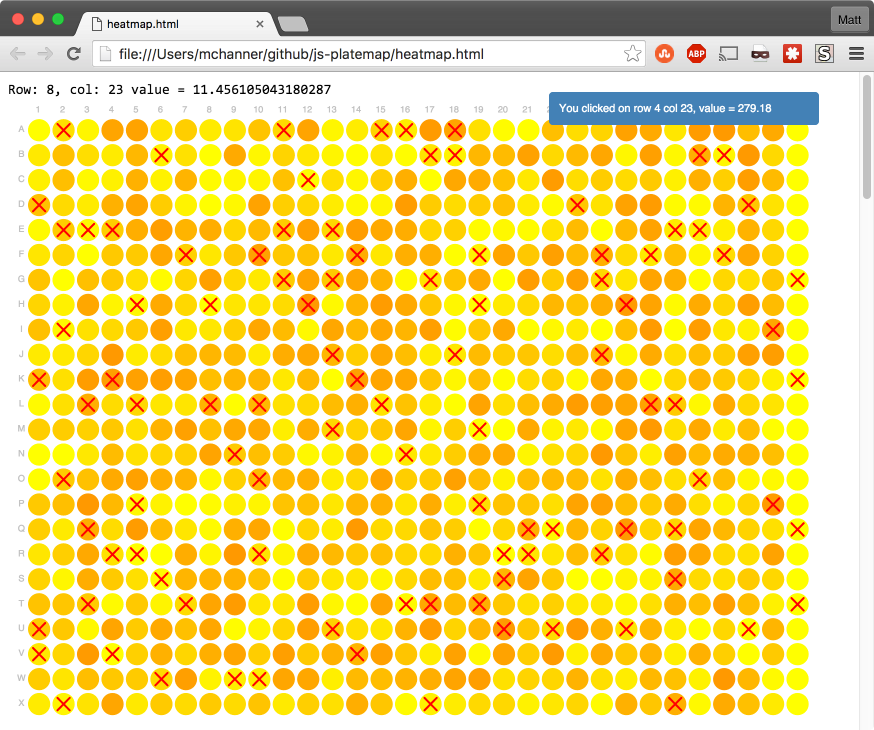 heatmap.html
Matt
file:///Users/mchanner/github/js-platemap/heatmap.html
ABP
S
Row: 8, col: 23 value = 11.456105043180287
You clicked on row 4 col 23, value = 279.18
1 2 3 4 5 6 7 8 9 10 11 12 13 14 15 16 17 18 19 20 21
A
B
C
D
E
F
G
H
I
J
K
L
M
N
O
P
Q
R
S
T
U
V
W
X